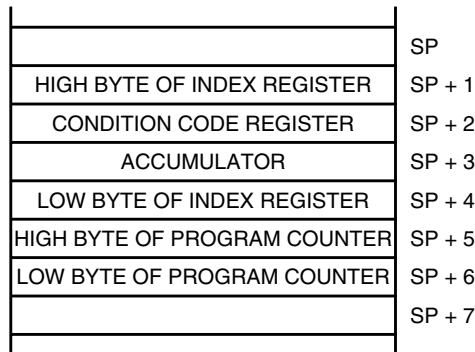 SP
HIGH BYTE OF INDEX REGISTER SP + 1
CONDITION CODE REGISTER SP + 2
ACCUMULATOR SP + 3
LOW BYTE OF INDEX REGISTER SP + 4
HIGH BYTE OF PROGRAM COUNTER SP + 5
LOW BYTE OF PROGRAM COUNTER SP + 6
SP + 7